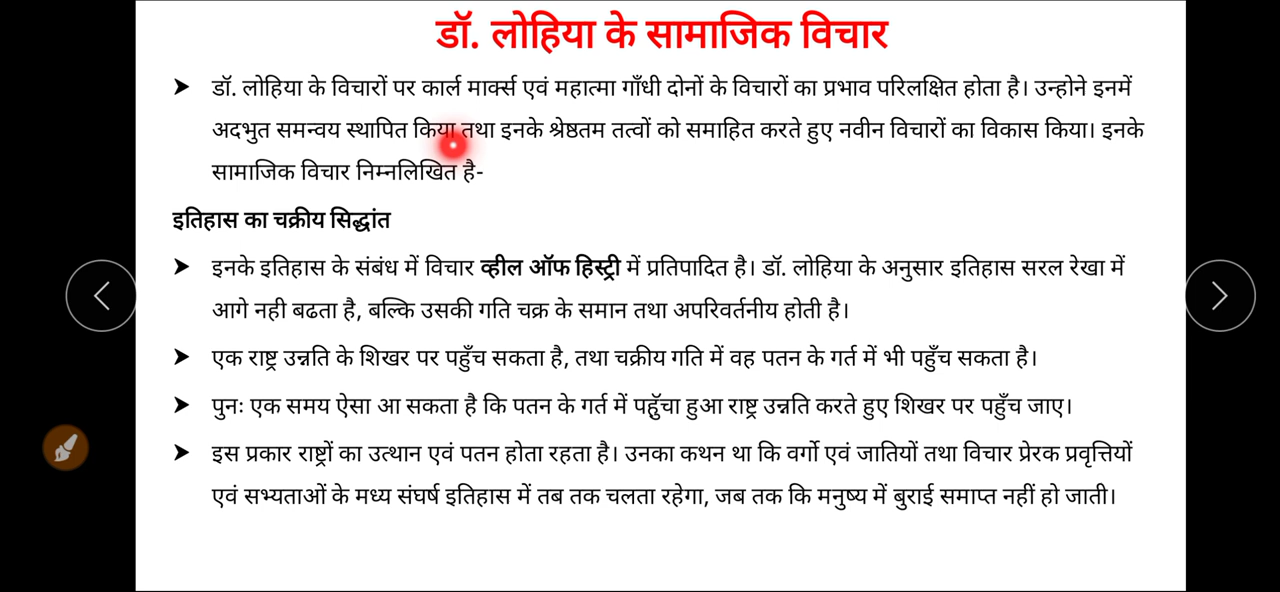 डॉ. लोहिया के सामाजिक विचार
➤ डॉ. लोहिया के विचारों पर कार्ल मार्क्स एवं महात्मा गाँधी दोनों के विचारों का प्रभाव परिलक्षित होता है। उन्होने इनमें
अदभुत समन्वय स्थापित किया तथा इनके श्रेष्ठतम तत्वों को समाहित करते हुए नवीन विचारों का विकास किया। इनके
सामाजिक विचार निम्नलिखित है-
इतिहास का चक्रीय सिद्धांत
➤ इनके इतिहास के संबंध में विचार व्हील ऑफ हिस्ट्री में प्रतिपादित है। डॉ. लोहिया के अनुसार इतिहास सरल रेखा में
आगे नही बढता है, बल्कि उसकी गति चक्र के समान तथा अपरिवर्तनीय होती है।
➤ एक राष्ट्र उन्नति के शिखर पर पहुँच सकता है, तथा चक्रीय गति में वह पतन के गर्त में भी पहुँच सकता है।
➤ पुनः एक समय ऐसा आ सकता है कि पतन के गर्त में पहुॅचा हुआ राष्ट्र उन्नति करते हुए शिखर पर पहुँच जाए।
➤ इस प्रकार राष्ट्रों का उत्थान एवं पतन होता रहता है। उनका कथन था कि वर्गो एवं जातियों तथा विचार प्रेरक प्रवृत्तियों
एवं सभ्यताओं के मध्य संघर्ष इतिहास में तब तक चलता रहेगा, जब तक कि मनुष्य में बुराई समाप्त नहीं हो जाती।